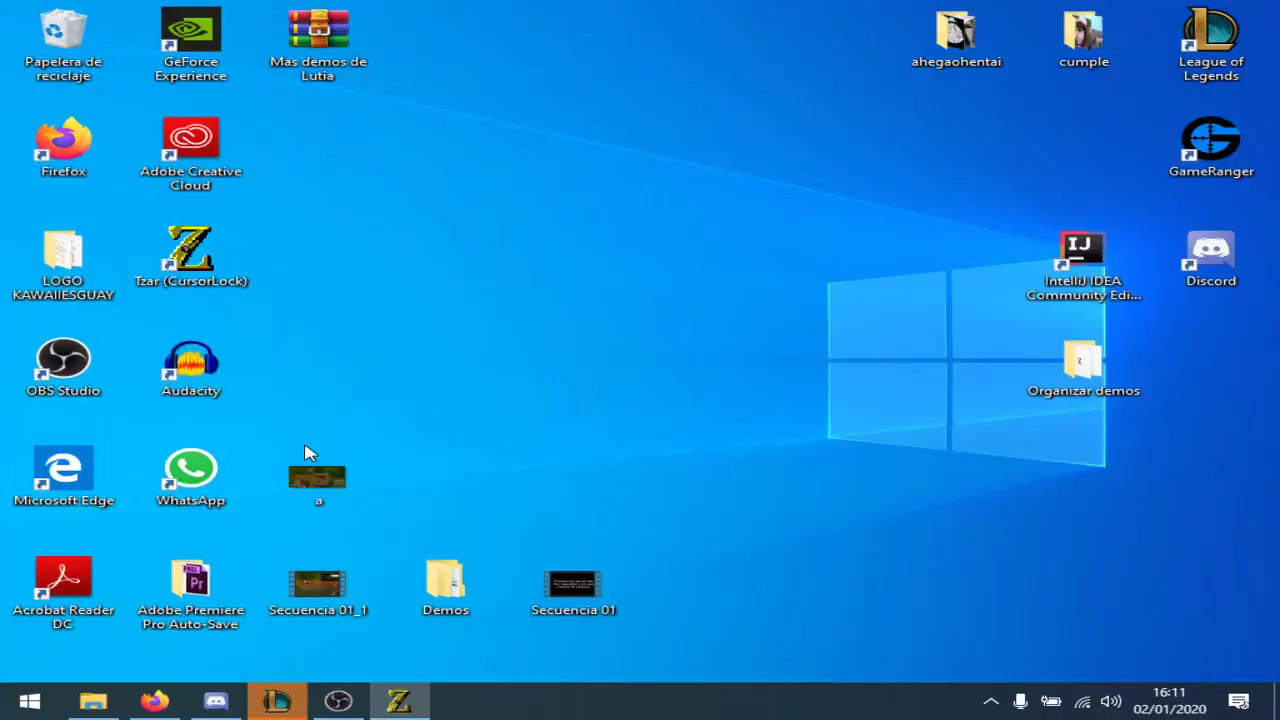 Papelera de
reciclaje
GeForce
Experience
Mas demos de
Lutia
ahegaohentai
cumple
League of
Legends
Firefox
Adobe Creative
Cloud
GameRanger
LOGO
KAWAIIESGUAY
Tzar (CursorLock)
IJ
IntelliJ IDEA
Community Edi...
Discord
OBS Studio
Audacity
Organizar demos
Microsoft Edge
WhatsApp
a
Acrobat Reader
DC
Pr
Adobe Premiere
Pro Auto-Save
Secuencia 01_1
Demos
Secuencia 01
16:11
02/01/2020